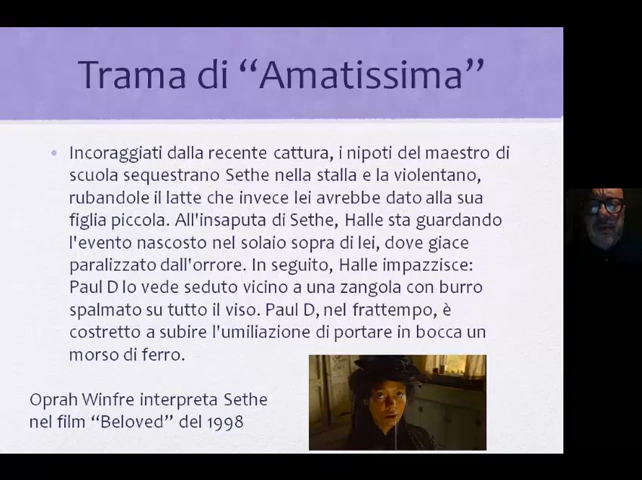 Trama di “Amatissima”
• Incoraggiati dalla recente cattura, i nipoti del maestro di
scuola sequestrano Sethe nella stalla e la violentano,
rubandole il latte che invece lei avrebbe dato alla sua
figlia piccola. All'insaputa di Sethe, Halle sta guardando
l'evento nascosto nel solaio sopra di lei, dove giace
paralizzato dall'orrore. In seguito, Halle impazzisce:
Paul D lo vede seduto vicino a una zangola con burro
spalmato su tutto il viso. Paul D, nel frattempo, è
costretto a subire l'umiliazione di portare in bocca un
morso di ferro.
Oprah Winfre interpreta Sethe
nel film “Beloved” del 1998